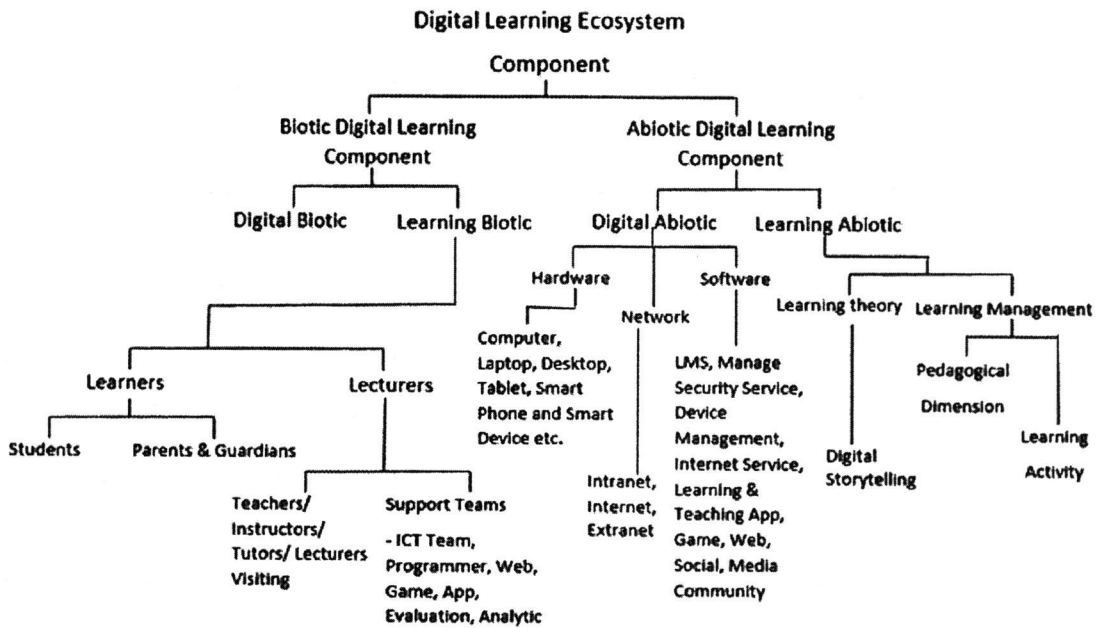 Digital Learning Ecosystem
Component
Biotic Digital Learning
Component
Abiotic Digital Learning
Component
Digital Biotic
Learning Biotic
Digital Abiotic
Learning Abiotic
Hardware
Network
Software
Learning theory
Learning Management
Computer,
Laptop, Desktop,
Tablet, Smart
Phone and Smart
Device etc.
Intranet,
Internet,
Extranet
LMS, Manage
Security Service,
Device
Management,
Internet Service,
Learning &
Teaching App,
Game, Web,
Social, Media
Community
Digital
Storytelling
Pedagogical
Dimension
Learning
Activity
Learners
Lecturers
Students
Parents & Guardians
Teachers/
Instructors/
Tutors/ Lecturers
Visiting
Support Teams
- ICT Team,
Programmer, Web,
Game, App,
Evaluation, Analytic